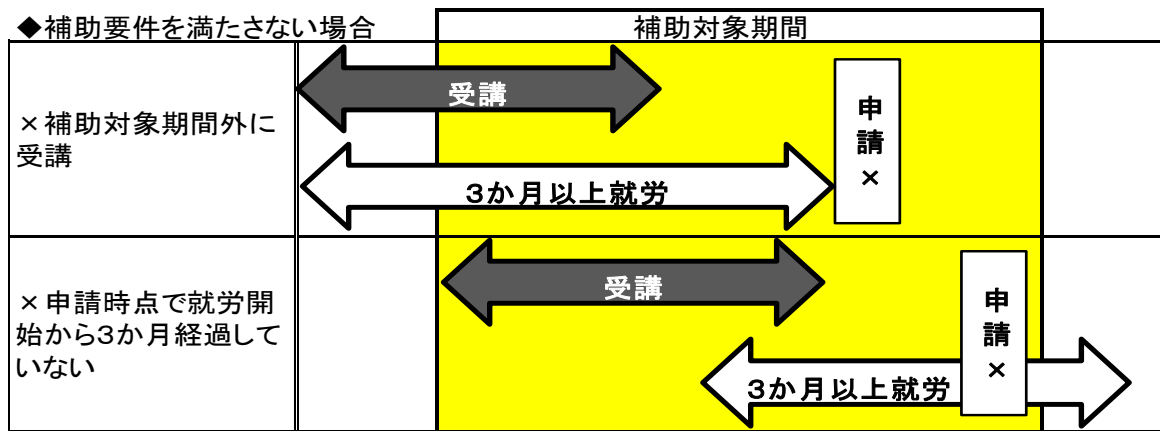 ◆補助要件を満たさない場合
補助対象期間
×補助対象期間外に
受講
受講
3か月以上就労
申請×
×申請時点で就労開
始から3か月経過して
いない
受講
3か月以上就労
申請×